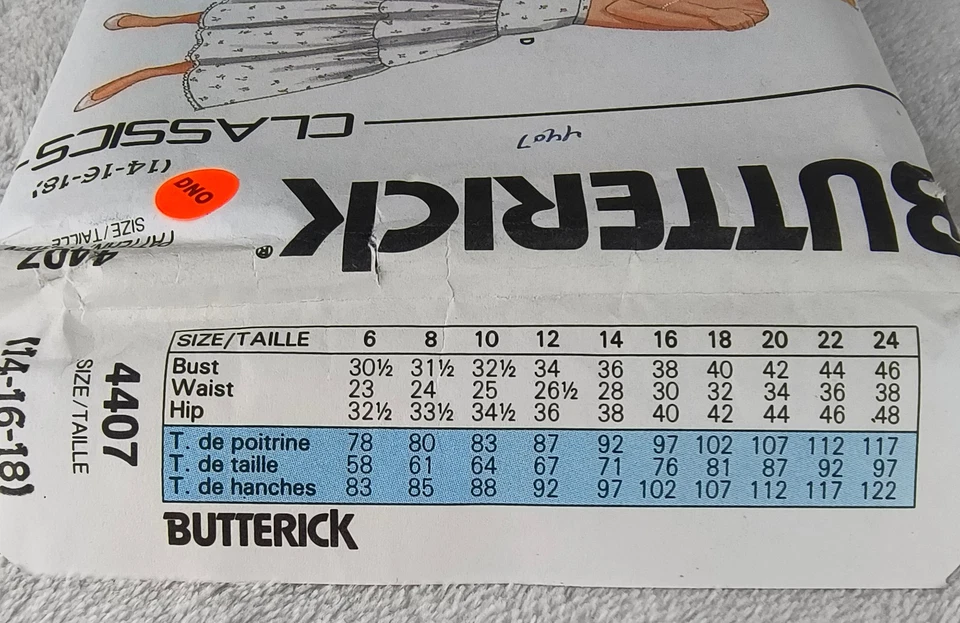 D
CLASSICS
4407
(14-16-18)
DNO
BUTTERICK®
SIZE/TAILLE
4407
(14-16-18)
SIZE/TAILLE
4407
SIZE/TAILLE 6 8 10 12 14 16 18 20 22 24
Bust 30½ 31½ 32½ 34 36 38 40 42 44 46
Waist 23 24 25 26½ 28 30 32 34 36 38
Hip 32½ 33½ 34½ 36 38 40 42 44 46 48
T. de poitrine 78 80 83 87 92 97 102 107 112 117
T. de taille 58 61 64 67 71 76 81 87 92 97
T. de hanches 83 85 88 92 97 102 107 112 117 122
BUTTERICK